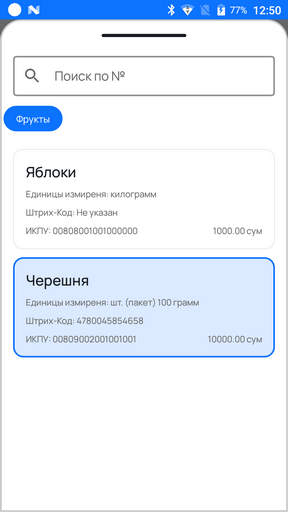 77% 12:50
Поиск по №
Фрукты
Яблоки
Единицы измиреня: килограмм
Штрих-Код: Не указан
ИКПУ: 00808001001000000 1000.00 сум
Черешня
Единицы измиреня: шт. (пакет) 100 грамм
Штрих-Код: 4780045854658
ИКПУ: 00809002001001001 10000.00 сум